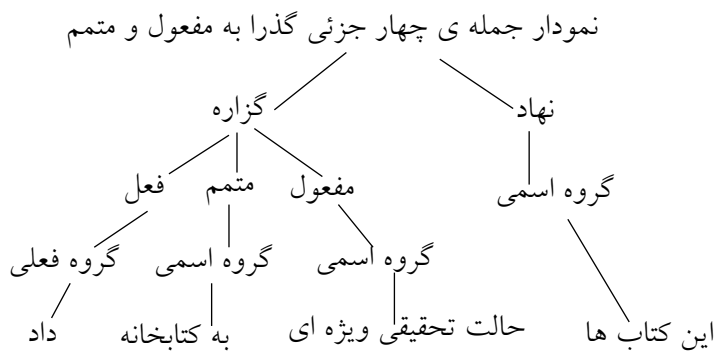 نمودار جمله ی چهار جزئی گذرا به مفعول و متمم
نهاد گزاره
گروه اسمی مفعول متمم فعل
گروه اسمی گروه اسمی گروه فعلی
این کتاب ها حالت تحقیقی ویژه ای به کتابخانه داد